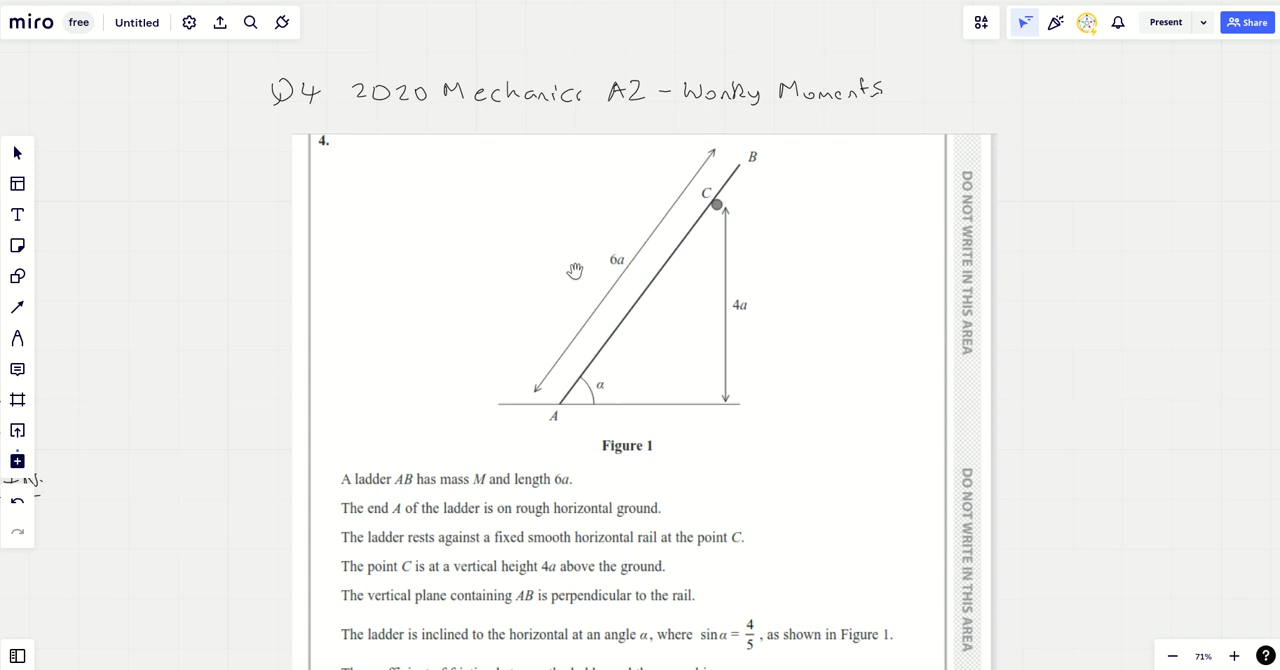 miro free Untitled Present Share
Q4 2020 Mechanics A2 - Wonky Moments
4.
B
C
6a
4a
α
A
Figure 1
A ladder AB has mass M and length 6a.
The end A of the ladder is on rough horizontal ground.
The ladder rests against a fixed smooth horizontal rail at the point C.
The point C is at a vertical height 4a above the ground.
The vertical plane containing AB is perpendicular to the rail.
The ladder is inclined to the horizontal at an angle α, where sin α = 4/5, as shown in Figure 1.
DO NOT WRITE IN THIS AREA
DO NOT WRITE IN THIS AREA
71%